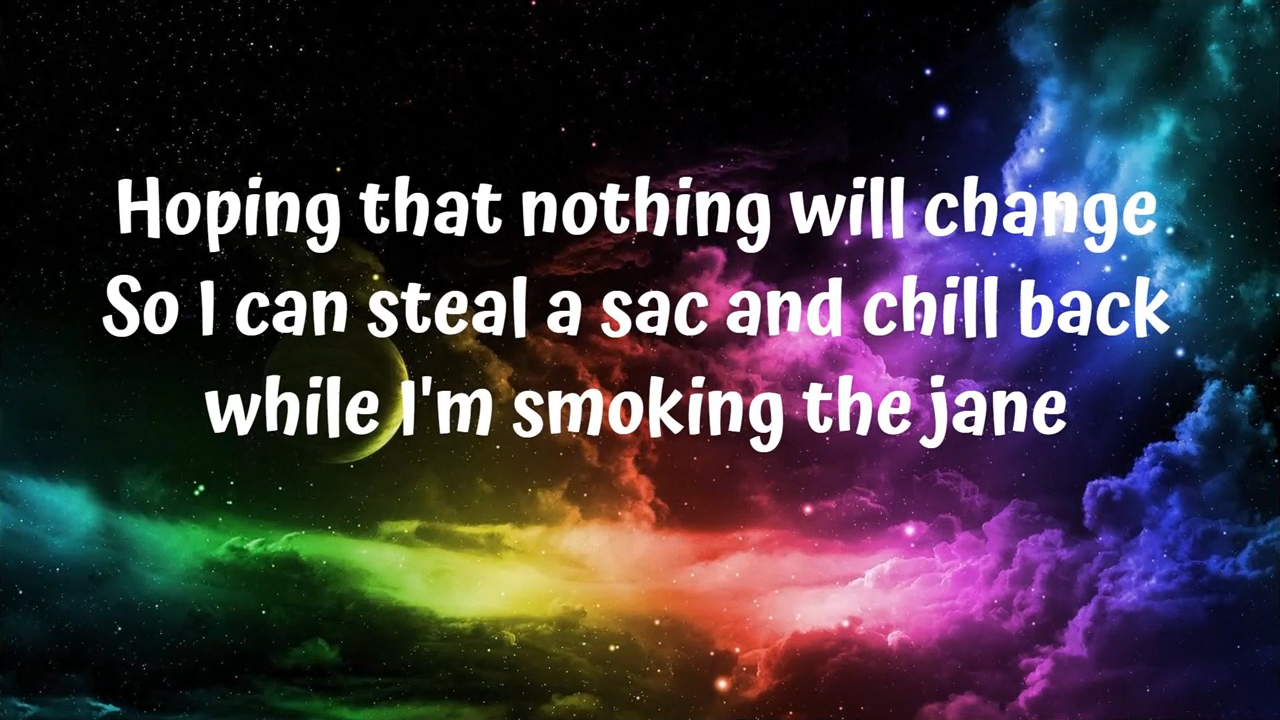 Hoping that nothing will change
So I can steal a sac and chill back
while I'm smoking the jane